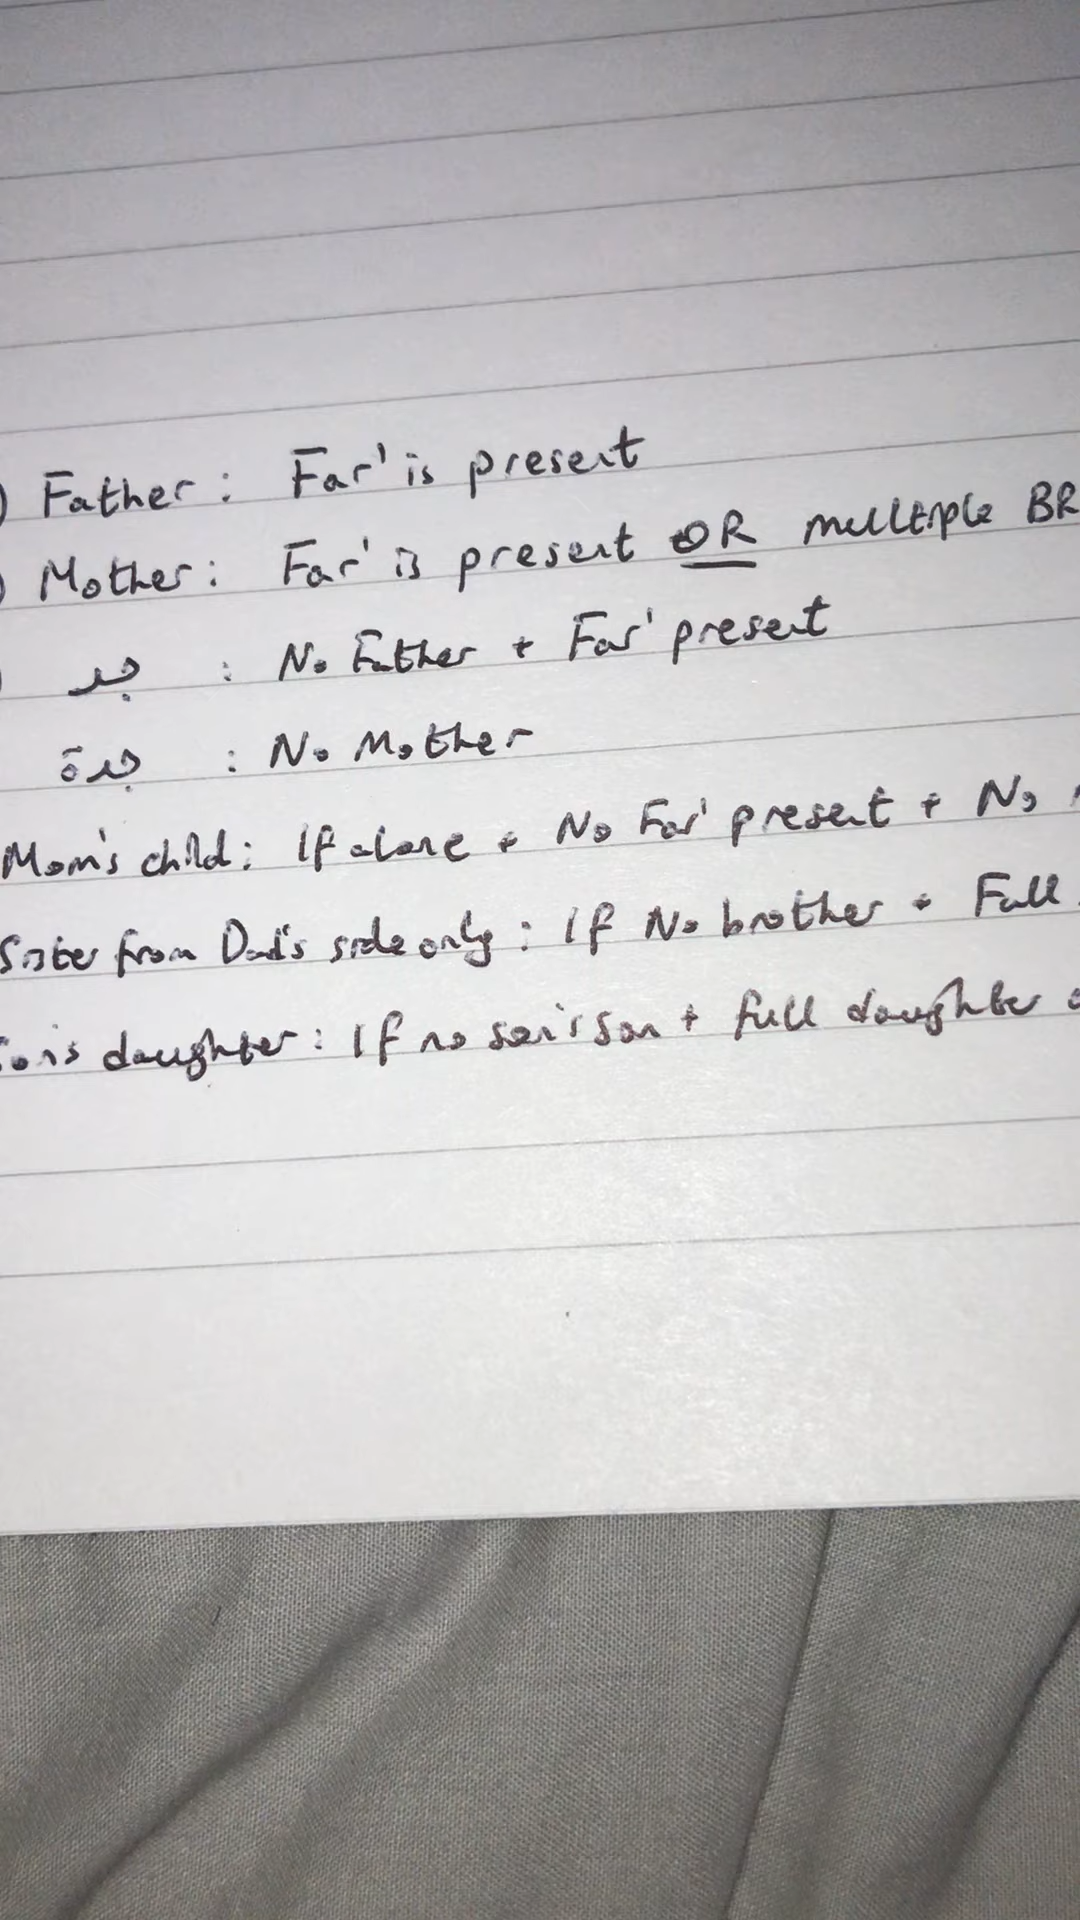 ) Father: Far' is present
) Mother: Far' is present OR multiple BR
جد : No Father + Far' present
جدة : No Mother
Mom's child: If alone + No Far' present + No
Sister from Dad's side only: If No brother + Full
Son's daughter: If no son's son + full daughter